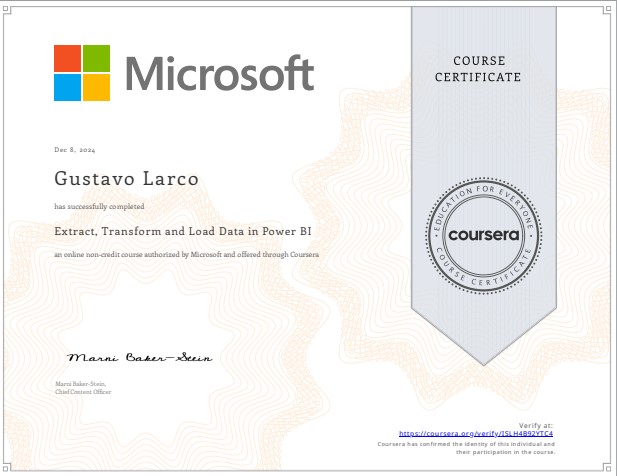 Microsoft
COURSE
CERTIFICATE
Dec 8, 2024
Gustavo Larco
has successfully completed
Extract, Transform and Load Data in Power BI
an online non-credit course authorized by Microsoft and offered through Coursera
EDUCATION FOR EVERYONE
coursera
COURSE CERTIFICATE
Marni Baker-Stein
Marni Baker-Stein,
Chief Content Officer
Verify at:
https://coursera.org/verify/I5LH4B92YTC4
Coursera has confirmed the identity of this individual and
their participation in the course.